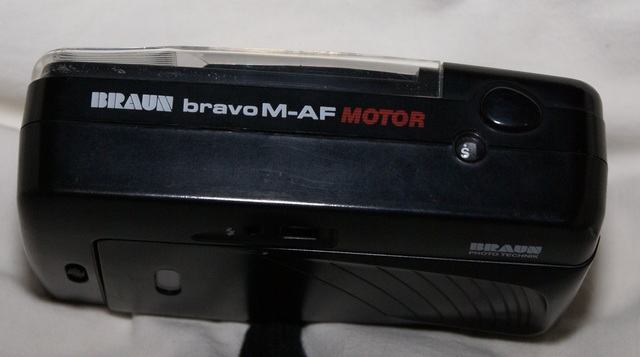 BRAUN bravo M-AF MOTOR
S
BRAUN
PHOTO TECHNIK